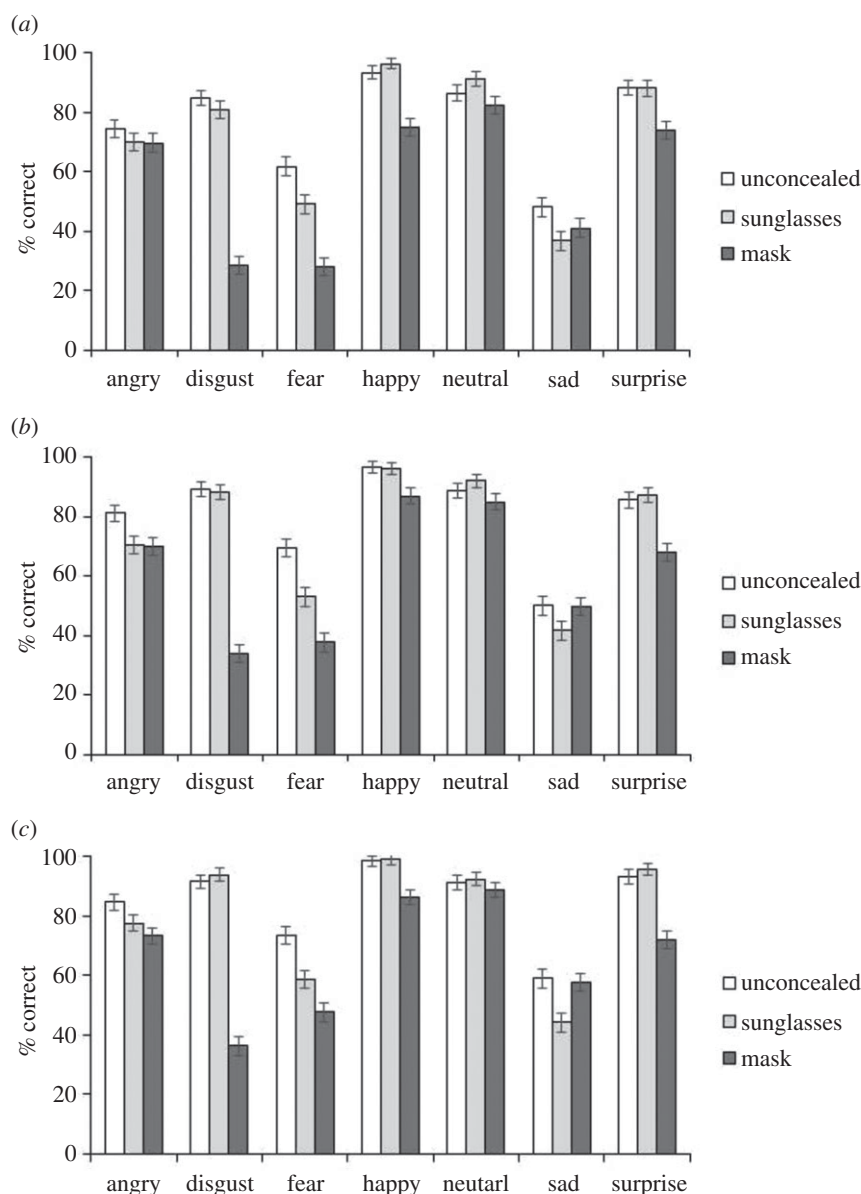 (a)
100
80
60
40
20
0
% correct
angry disgust fear happy neutral sad surprise
unconcealed
sunglasses
mask
(b)
100
80
60
40
20
0
% correct
angry disgust fear happy neutral sad surprise
unconcealed
sunglasses
mask
(c)
100
80
60
40
20
0
% correct
angry disgust fear happy neutarl sad surprise
unconcealed
sunglasses
mask